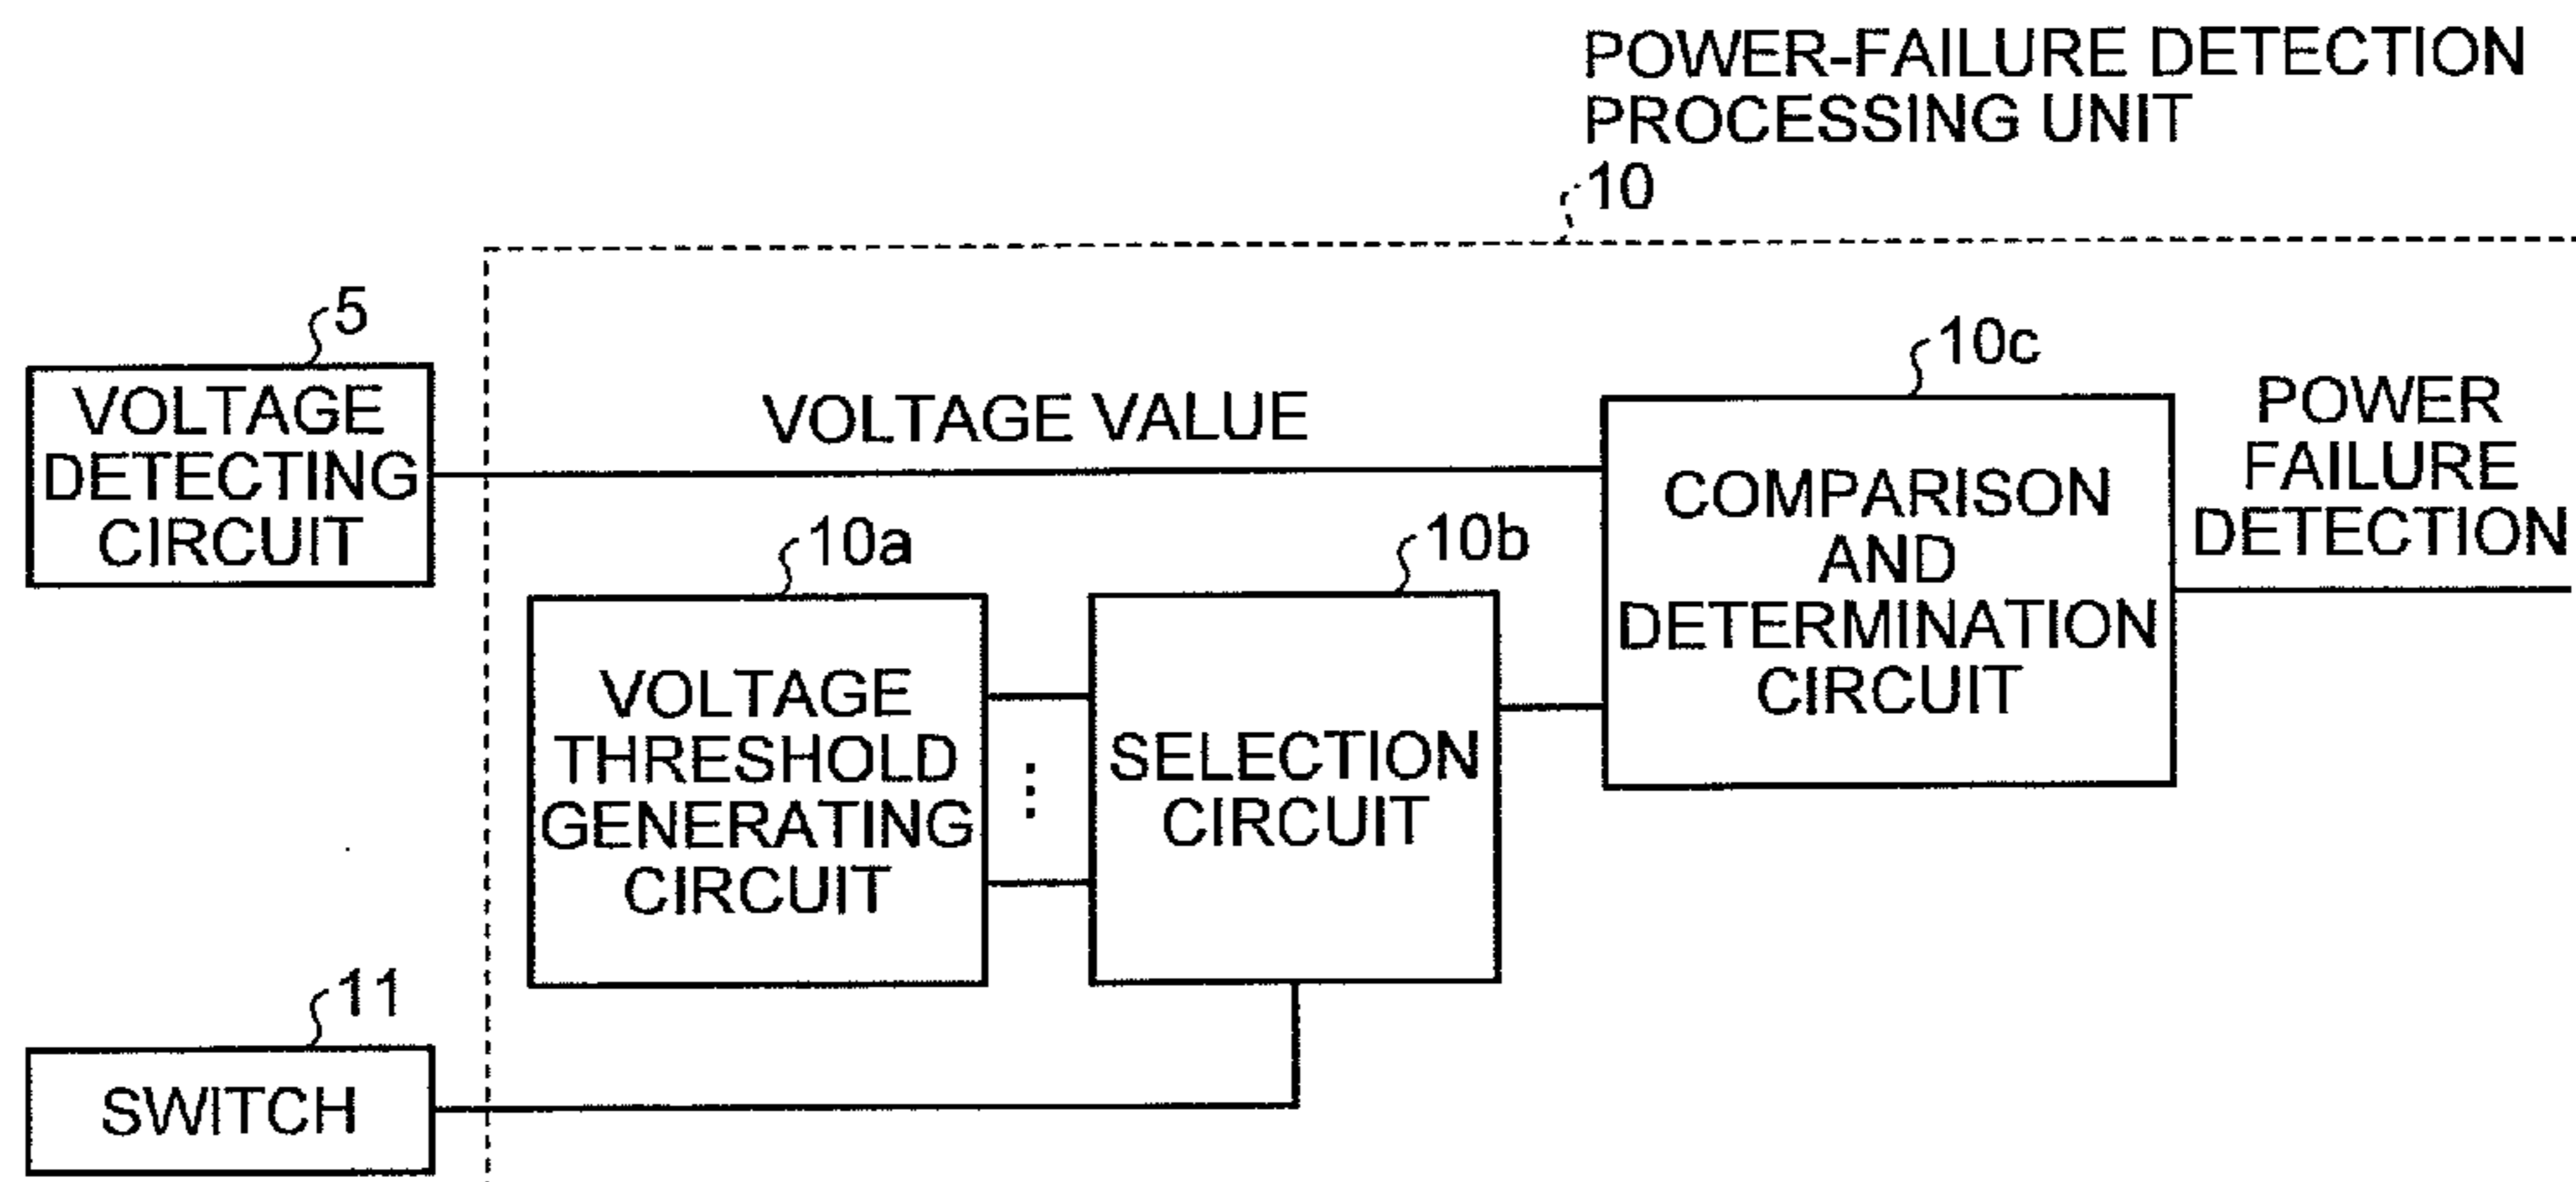 POWER-FAILURE DETECTION
PROCESSING UNIT
10
5
VOLTAGE
DETECTING
CIRCUIT
VOLTAGE VALUE
10c
COMPARISON
AND
DETERMINATION
CIRCUIT
POWER
FAILURE
DETECTION
10a
VOLTAGE
THRESHOLD
GENERATING
CIRCUIT
10b
SELECTION
CIRCUIT
11
SWITCH